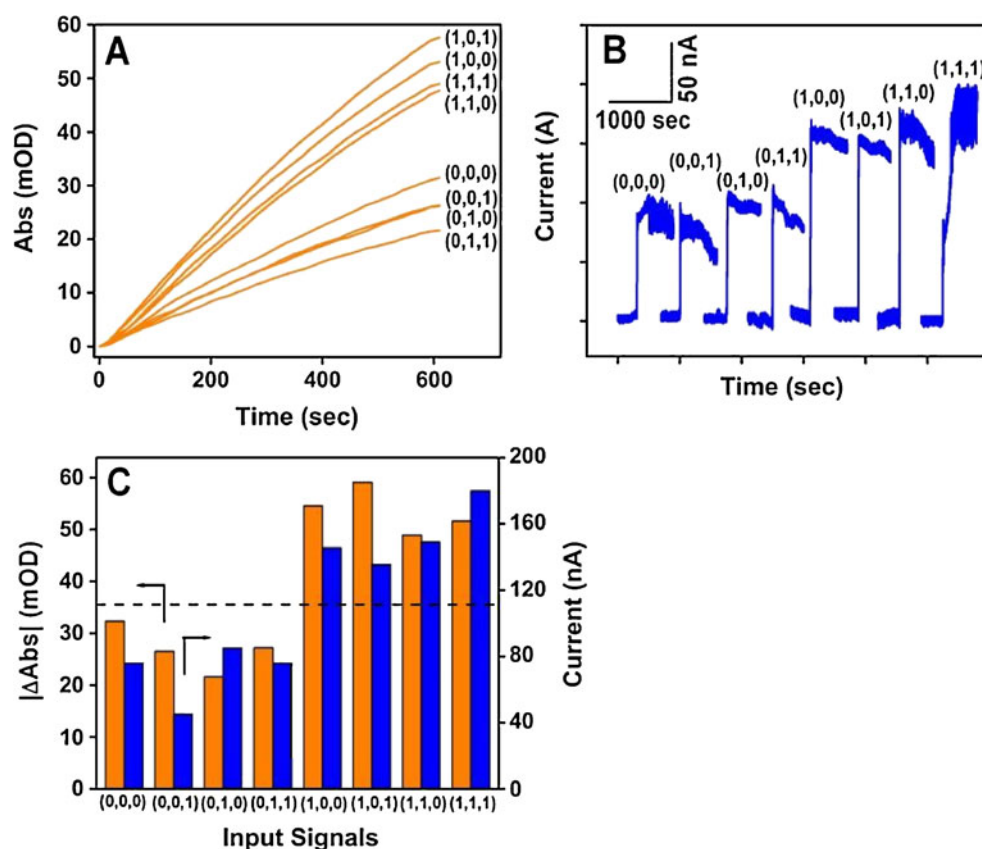 A
Abs (mOD)
60
50
40
30
20
10
0
(1,0,1)
(1,0,0)
(1,1,1)
(1,1,0)
(0,0,0)
(0,0,1)
(0,1,0)
(0,1,1)
0 200 400 600
Time (sec)
B
50 nA
1000 sec
Current (A)
(0,0,0)
(0,0,1)
(0,1,0)
(0,1,1)
(1,0,0)
(1,0,1)
(1,1,0)
(1,1,1)
Time (sec)
C
|ΔAbs| (mOD)
60
50
40
30
20
10
0
200
160
120
80
40
0
Current (nA)
(0,0,0) (0,0,1) (0,1,0) (0,1,1) (1,0,0) (1,0,1) (1,1,0) (1,1,1)
Input Signals